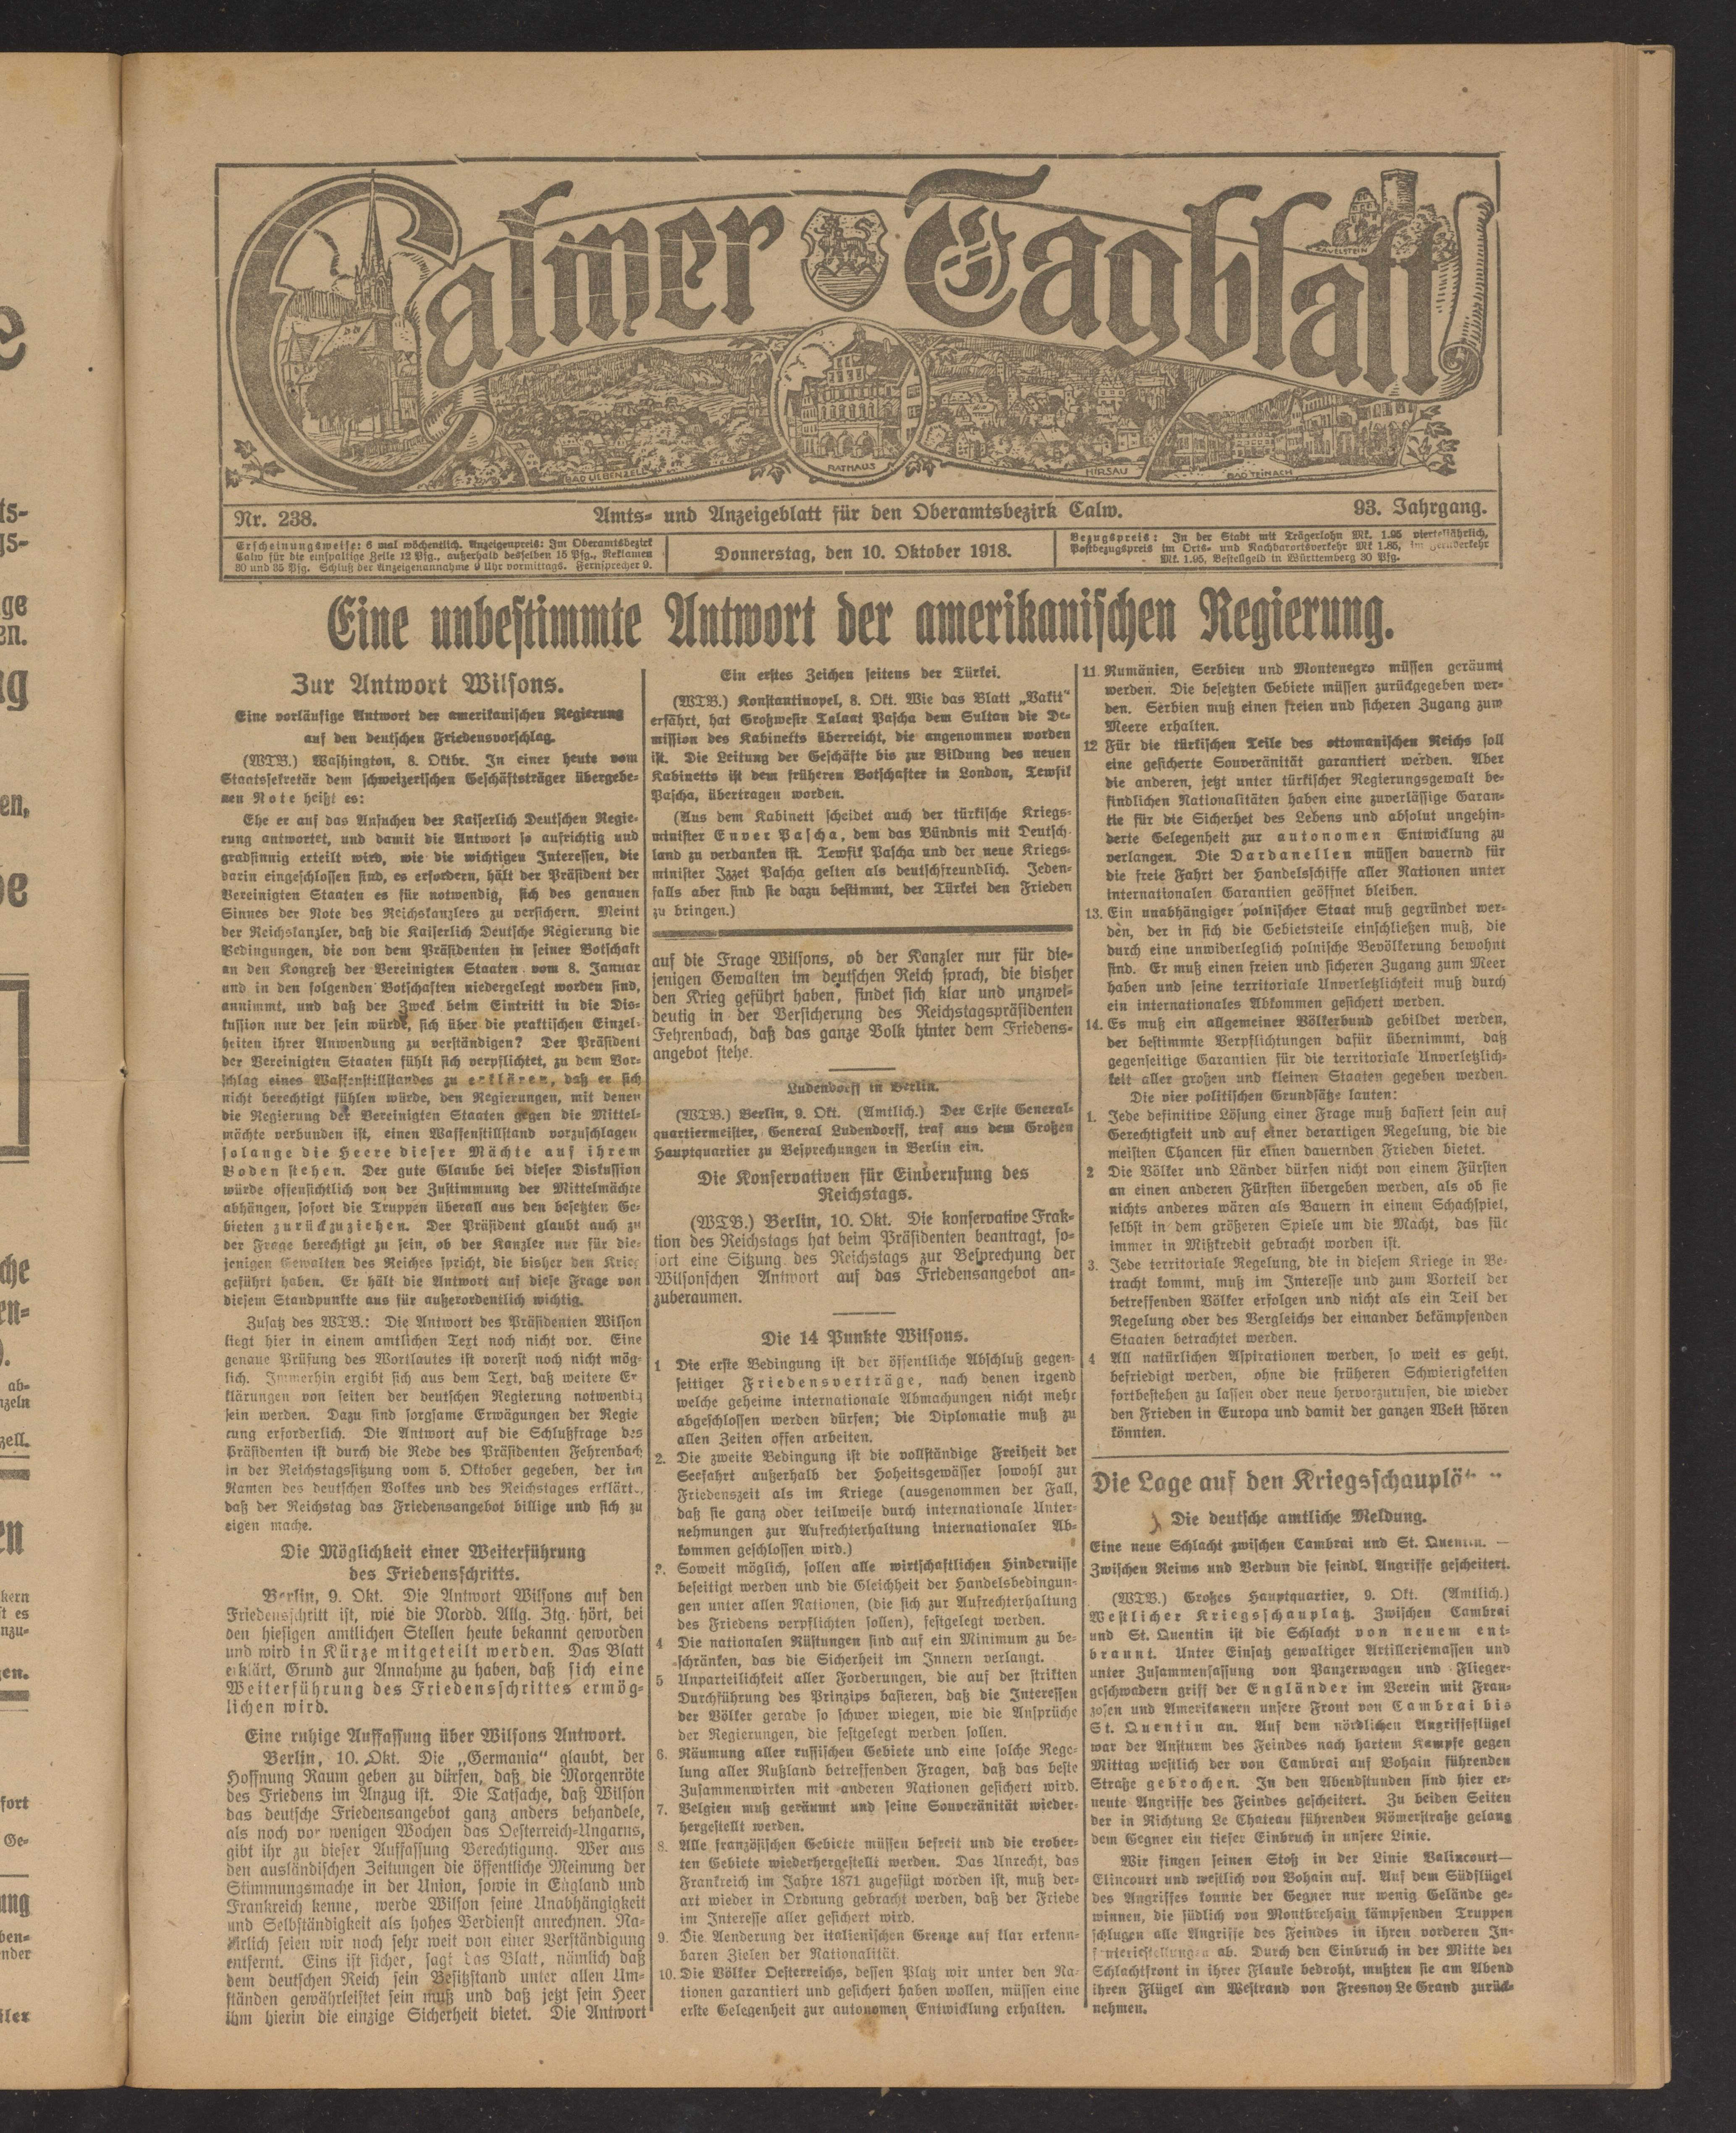 Calwer Tagblatt
ZAVELSTEIN
BAD LIEBENZELL
RATHAUS
HIRSAU
BAD TEINACH
Nr. 238.
Amts- und Anzeigeblatt für den Oberamtsbezirk Calw.
93. Jahrgang.
Erscheinungsweise: 6 mal wöchentlich. Anzeigenpreis: Im Oberamtsbezirk
Calw für die einspaltige Zeile 12 Pfg., außerhalb desselben 15 Pfg., Reklamen
30 und 35 Pfg. Schluß der Anzeigenannahme 9 Uhr vormittags. Fernsprecher 9.
Donnerstag, den 10. Oktober 1918.
Bezugspreis: In der Stadt mit Trägerlohn Mk. 1.95 vierteljährlich,
Postbezugspreis im Orts- und Nachbarortsverkehr Mk 1.85, im Fernverkehr
Mk. 1.95, Bestellgeld in Württemberg 30 Pfg.
Eine unbestimmte Antwort der amerikanischen Regierung.
Zur Antwort Wilsons.
Eine vorläufige Antwort der amerikanischen Regierung
auf den deutschen Friedensvorschlag.
(WTB.) Washington, 8. Oktbr. In einer heute vom
Staatssekretär dem schweizerischen Geschäftsträger übergebe-
nen Note heißt es:
Ehe er auf das Ansuchen der Kaiserlich Deutschen Regie-
rung antwortet, und damit die Antwort so aufrichtig und
gradsinnig erteilt wird, wie die wichtigen Interessen, die
darin eingeschlossen sind, es erfordern, hält der Präsident der
Vereinigten Staaten es für notwendig, sich des genauen
Sinnes der Note des Reichskanzlers zu versichern. Meint
der Reichskanzler, daß die Kaiserlich Deutsche Regierung die
Bedingungen, die von dem Präsidenten in seiner Botschaft
an den Kongreß der Vereinigten Staaten vom 8. Januar
und in den folgenden Botschaften niedergelegt worden sind,
annimmt, und daß der Zweck beim Eintritt in die Dis-
kussion nur der sein würde, sich über die praktischen Einzel-
heiten ihrer Anwendung zu verständigen? Der Präsident
der Vereinigten Staaten fühlt sich verpflichtet, zu dem Vor-
schlag eines Waffenstillstandes zu erklären, daß er sich
nicht berechtigt fühlen würde, den Regierungen, mit denen
die Regierung der Vereinigten Staaten gegen die Mittel-
mächte verbunden ist, einen Waffenstillstand vorzuschlagen
solange die Heere dieser Mächte auf ihrem
Boden stehen. Der gute Glaube bei dieser Diskussion
würde offensichtlich von der Zustimmung der Mittelmächte
abhängen, sofort die Truppen überall aus den besetzten Ge-
bieten zurückzuziehen. Der Präsident glaubt auch zu
der Frage berechtigt zu sein, ob der Kanzler nur für die-
jenigen Gewalten des Reiches spricht, die bisher den Krieg
geführt haben. Er hält die Antwort auf diese Frage von
diesem Standpunkte aus für außerordentlich wichtig.
Zusatz des WTB.: Die Antwort des Präsidenten Wilson
liegt hier in einem amtlichen Text noch nicht vor. Eine
genaue Prüfung des Wortlautes ist vorerst noch nicht mög-
lich. Immerhin ergibt sich aus dem Text, daß weitere Er
klärungen von seiten der deutschen Regierung notwendig
sein werden. Dazu sind sorgsame Erwägungen der Regie
rung erforderlich. Die Antwort auf die Schlußfrage des
Präsidenten ist durch die Rede des Präsidenten Fehrenbach
in der Reichstagssitzung vom 5. Oktober gegeben, der im
Namen des deutschen Volkes und des Reichstages erklärt.,
daß der Reichstag das Friedensangebot billige und sich zu
eigen mache.
Die Möglichkeit einer Weiterführung
des Friedensschritts.
Berlin, 9. Okt. Die Antwort Wilsons auf den
Friedensschritt ist, wie die Nordd. Allg. Ztg. hört, bei
den hiesigen amtlichen Stellen heute bekannt geworden
und wird in Kürze mitgeteilt werden. Das Blatt
erklärt, Grund zur Annahme zu haben, daß sich eine
Weiterführung des Friedensschrittes ermög-
lichen wird.
Eine ruhige Auffassung über Wilsons Antwort.
Berlin, 10. Okt. Die „Germania“ glaubt, der
Hoffnung Raum geben zu dürfen, daß die Morgenröte
des Friedens im Anzug ist. Die Tatsache, daß Wilson
das deutsche Friedensangebot ganz anders behandele,
als noch vor wenigen Wochen das Oesterreich-Ungarns,
gibt ihr zu dieser Auffassung Berechtigung. Wer aus
den ausländischen Zeitungen die öffentliche Meinung der
Stimmungsmache in der Union, sowie in England und
Frankreich kenne, werde Wilson seine Unabhängigkeit
und Selbständigkeit als hohes Verdienst anrechnen. Na-
türlich seien wir noch sehr weit von einer Verständigung
entfernt. Eins ist sicher, sagt das Blatt, nämlich daß
dem deutschen Reich sein Besitzstand unter allen Um-
ständen gewährleistet sein muß und daß jetzt sein Heer
ihm hierin die einzige Sicherheit bietet. Die Antwort
Ein erstes Zeichen seitens der Türkei.
(WTB.) Konstantinopel, 8. Okt. Wie das Blatt „Vakit“
erfährt, hat Großwesir Talaat Pascha dem Sultan die De-
mission des Kabinetts überreicht, die angenommen worden
ist. Die Leitung der Geschäfte bis zur Bildung des neuen
Kabinetts ist dem früheren Botschafter in London, Tewfik
Pascha, übertragen worden.
(Aus dem Kabinett scheidet auch der türkische Kriegs-
minister Enver Pascha, dem das Bündnis mit Deutsch-
land zu verdanken ist. Tewfik Pascha und der neue Kriegs-
minister Izzet Pascha gelten als deutschfreundlich. Jeden-
falls aber sind sie dazu bestimmt, der Türkei den Frieden
zu bringen.)
auf die Frage Wilsons, ob der Kanzler nur für die-
jenigen Gewalten im deutschen Reich sprach, die bisher
den Krieg geführt haben, findet sich klar und unzwei-
deutig in der Versicherung des Reichstagspräsidenten
Fehrenbach, daß das ganze Volk hinter dem Friedens-
angebot stehe.
Ludendorff in Berlin.
(WTB.) Berlin, 9. Okt. (Amtlich.) Der Erste General-
quartiermeister, General Ludendorff, traf aus dem Großen
Hauptquartier zu Besprechungen in Berlin ein.
Die Konservativen für Einberufung des
Reichstags.
(WTB.) Berlin, 10. Okt. Die konservative Frak-
tion des Reichstags hat beim Präsidenten beantragt, so-
fort eine Sitzung des Reichstags zur Besprechung der
Wilsonschen Antwort auf das Friedensangebot an-
zuberaumen.
Die 14 Punkte Wilsons.
1 Die erste Bedingung ist der öffentliche Abschluß gegen-
seitiger Friedensverträge, nach denen irgend
welche geheime internationale Abmachungen nicht mehr
abgeschlossen werden dürfen; die Diplomatie muß zu
allen Zeiten offen arbeiten.
2. Die zweite Bedingung ist die vollständige Freiheit der
Seefahrt außerhalb der Hoheitsgewässer sowohl zur
Friedenszeit als im Kriege (ausgenommen der Fall,
daß sie ganz oder teilweise durch internationale Unter-
nehmungen zur Aufrechterhaltung internationaler Ab-
kommen geschlossen wird.)
3. Soweit möglich, sollen alle wirtschaftlichen Hindernisse
beseitigt werden und die Gleichheit der Handelsbedingun-
gen unter allen Nationen, (die sich zur Aufrechterhaltung
des Friedens verpflichten sollen), festgelegt werden.
4 Die nationalen Rüstungen sind auf ein Minimum zu be-
schränken, das die Sicherheit im Innern verlangt.
5 Unparteilichkeit aller Forderungen, die auf der strikten
Durchführung des Prinzips basieren, daß die Interessen
der Völker gerade so schwer wiegen, wie die Ansprüche
der Regierungen, die festgelegt werden sollen.
6. Räumung aller russischen Gebiete und eine solche Rege-
lung aller Rußland betreffenden Fragen, daß das beste
Zusammenwirken mit anderen Nationen gesichert wird.
7. Belgien muß geräumt und seine Souveränität wieder-
hergestellt werden.
8. Alle französischen Gebiete müssen befreit und die erober-
ten Gebiete wiederhergestellt werden. Das Unrecht, das
Frankreich im Jahre 1871 zugefügt worden ist, muß der-
art wieder in Ordnung gebracht werden, daß der Friede
im Interesse aller gesichert wird.
9. Die Aenderung der italienischen Grenze auf klar erkenn-
baren Zielen der Nationalität.
10. Die Völker Oesterreichs, dessen Platz wir unter den Na-
tionen garantiert und gesichert haben wollen, müssen eine
erste Gelegenheit zur autonomen Entwicklung erhalten.
11 Rumänien, Serbien und Montenegro müssen geräumt
werden. Die besetzten Gebiete müssen zurückgegeben wer-
den. Serbien muß einen freien und sicheren Zugang zum
Meere erhalten.
12 Für die türkischen Teile des ottomanischen Reichs soll
eine gesicherte Souveränität garantiert werden. Aber
die anderen, jetzt unter türkischer Regierungsgewalt be-
findlichen Nationalitäten haben eine zuverlässige Garan-
tie für die Sicherhet des Lebens und absolut ungehin-
derte Gelegenheit zur autonomen Entwicklung zu
verlangen. Die Dardanellen müssen dauernd für
die freie Fahrt der Handelsschiffe aller Nationen unter
internationalen Garantien geöffnet bleiben.
13. Ein unabhängiger polnischer Staat muß gegründet wer-
den, der in sich die Gebietsteile einschließen muß, die
durch eine unwiderleglich polnische Bevölkerung bewohnt
sind. Er muß einen freien und sicheren Zugang zum Meer
haben und seine territoriale Unverletzlichkeit muß durch
ein internationales Abkommen gesichert werden.
14. Es muß ein allgemeiner Völkerbund gebildet werden,
der bestimmte Verpflichtungen dafür übernimmt, daß
gegenseitige Garantien für die territoriale Unverletzlich-
keit aller großen und kleinen Staaten gegeben werden.
Die vier politischen Grundsätze lauten:
1. Jede definitive Lösung einer Frage muß basiert sein auf
Gerechtigkeit und auf einer derartigen Regelung, die die
meisten Chancen für einen dauernden Frieden bietet.
2 Die Völker und Länder dürfen nicht von einem Fürsten
an einen anderen Fürsten übergeben werden, als ob sie
nichts anderes wären als Bauern in einem Schachspiel,
selbst in dem größeren Spiele um die Macht, das für
immer in Mißkredit gebracht worden ist.
3. Jede territoriale Regelung, die in diesem Kriege in Be-
tracht kommt, muß im Interesse und zum Vorteil der
betreffenden Völker erfolgen und nicht als ein Teil der
Regelung oder des Vergleichs der einander bekämpfenden
Staaten betrachtet werden.
4 All natürlichen Aspirationen werden, so weit es geht,
befriedigt werden, ohne die früheren Schwierigkeiten
fortbestehen zu lassen oder neue hervorzurufen, die wieder
den Frieden in Europa und damit der ganzen Welt stören
könnten.
Die Lage auf den
Die deutsche amtliche Meldung.
Eine neue Schlacht zwischen Cambrai und St. Quentin. —
Zwischen Reims und Verdun die feindl. Angriffe gescheitert.
(WTB.) Großes Hauptquartier, 9. Okt. (Amtlich.)
Westlicher Kriegsschauplatz. Zwischen Cambrai
und St. Quentin ist die Schlacht von neuem ent-
brannt. Unter Einsatz gewaltiger Artilleriemassen und
unter Zusammenfassung von Panzerwagen und Flieger-
geschwadern griff der Engländer im Verein mit Fran-
zosen und Amerikanern unsere Front von Cambrai bis
St. Quentin an. Auf dem nördlichen Angriffsflügel
war der Ansturm des Feindes nach hartem Kampfe gegen
Mittag westlich der von Cambrai auf Bohain führenden
Straße gebrochen. In den Abendstunden sind hier er-
neute Angriffe des Feindes gescheitert. Zu beiden Seiten
der in Richtung Le Chateau führenden Römerstraße gelang
dem Gegner ein tiefer Einbruch in unsere Linie.
Wir fingen seinen Stoß in der Linie Valincourt—
Elincourt und westlich von Bohain auf. Auf dem Südflügel
des Angriffes konnte der Gegner nur wenig Gelände ge-
winnen, die südlich von Montbrehain kämpfenden Truppen
schlugen alle Angriffe des Feindes in ihren vorderen In-
fanteriestellungen ab. Durch den Einbruch in der Mitte der
Schlachtfront in ihrer Flanke bedroht, mußten sie am Abend
ihren Flügel am Westrand von Fresnoy Le Grand zurück-
nehmen.